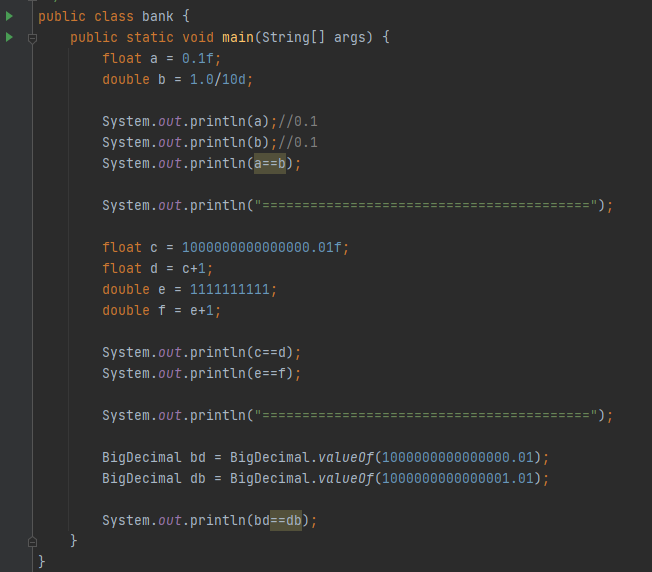 public class bank {
public static void main(String[] args) {
float a = 0.1f;
double b = 1.0/10d;
System.out.println(a);//0.1
System.out.println(b);//0.1
System.out.println(a==b);
System.out.println("=========================================");
float c = 1000000000000000.01f;
float d = c+1;
double e = 1111111111;
double f = e+1;
System.out.println(c==d);
System.out.println(e==f);
System.out.println("=========================================");
BigDecimal bd = BigDecimal.valueOf(1000000000000000.01);
BigDecimal db = BigDecimal.valueOf(1000000000000001.01);
System.out.println(bd==db);
}
}